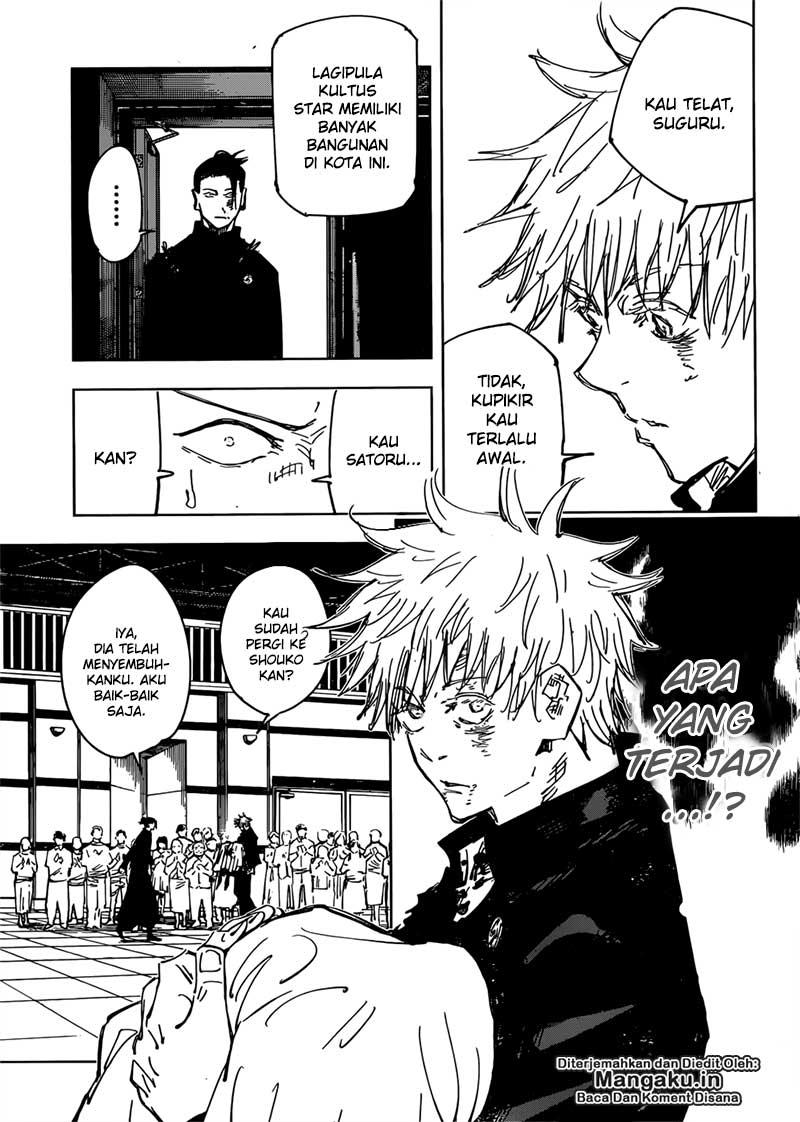 KAU TELAT,
SUGURU.
TIDAK,
KUPIKIR
KAU
TERLALU
AWAL.
LAGIPULA
KULTUS
STAR MEMILIKI
BANYAK
BANGUNAN
DI KOTA INI.
......
KAU
SATORU...
KAN?
APA
YANG
TERJADI
...!?
KAU
SUDAH
PERGI KE
SHOUKO
KAN?
IYA,
DIA TELAH
MENYEMBUH-
KANKU. AKU
BAIK-BAIK
SAJA.
Diterjemahkan dan Diedit Oleh:
Mangaku.in
Baca Dan Koment Disana